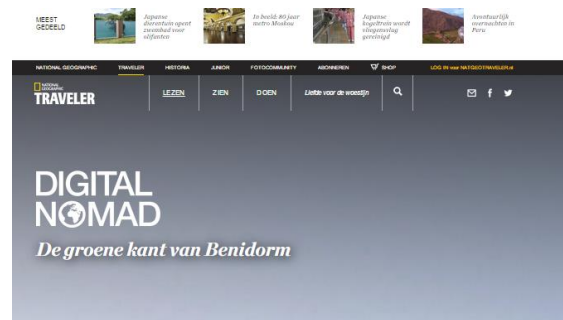 MEEST
GEDEELD
Japanse
dierentuin opent
zwembad voor
olifanten
In beeld: 80 jaar
metro Moskou
Japanse
kogeltrein wordt
vliegensvlug
gereinigd
Avontuurlijk
overnachten in
Peru
NATIONAL GEOGRAPHIC TRAVELER HISTORIA JUNIOR FOTOCOMMUNITY ABONNEREN SHOP LOG IN voor NATGEOTRAVELER.nl
NATIONAL
GEOGRAPHIC
TRAVELER
LEZEN ZIEN DOEN Liefde voor de woestijn
DIGITAL
NOMAD
De groene kant van Benidorm